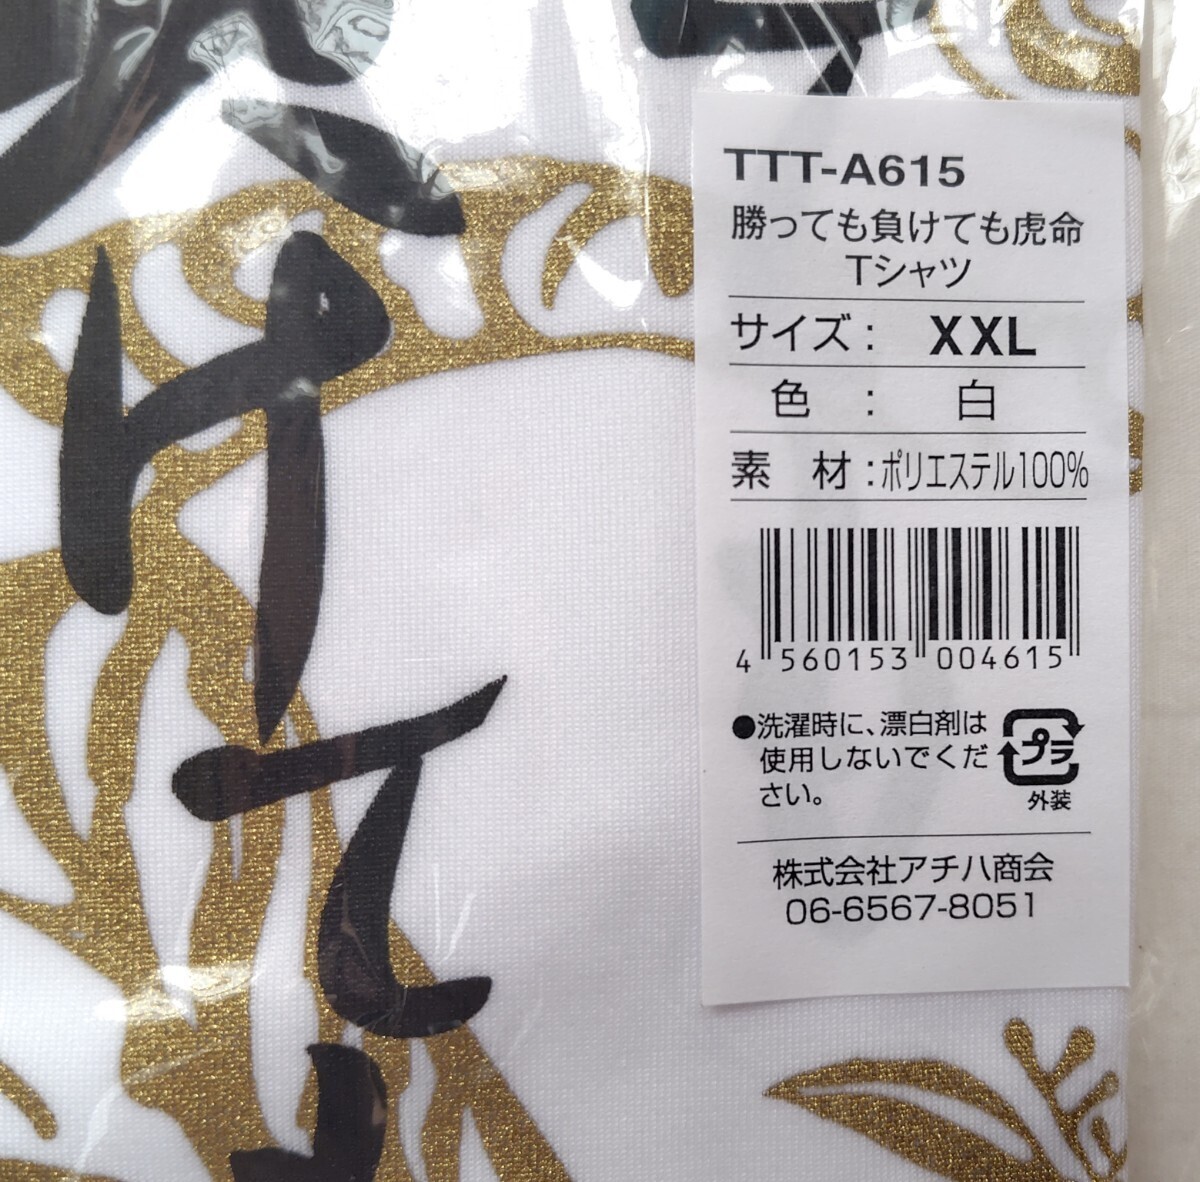 けて
TTT-A615
勝っても負けても虎命
Tシャツ
サイズ： XXL
色 ： 白
素 材：ポリエステル100%
4 560153 004615
●洗濯時に、漂白剤は
使用しないでくだ
さい。
プラ
外装
株式会社アチハ商会
06-6567-8051